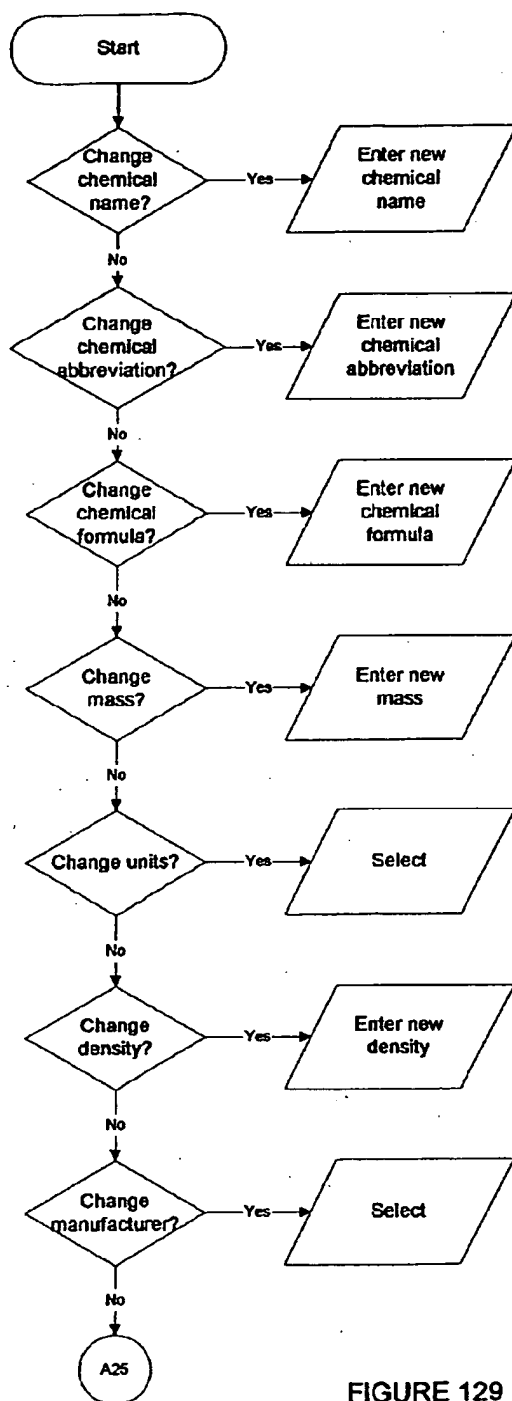 Start
Change
chemical
name?
Yes
Enter new
chemical
name
No
Change
chemical
abbreviation?
Yes
Enter new
chemical
abbreviation
No
Change
chemical
formula?
Yes
Enter new
chemical
formula
No
Change
mass?
Yes
Enter new
mass
No
Change units?
Yes
Select
No
Change
density?
Yes
Enter new
density
No
Change
manufacturer?
Yes
Select
No
A25
FIGURE 129